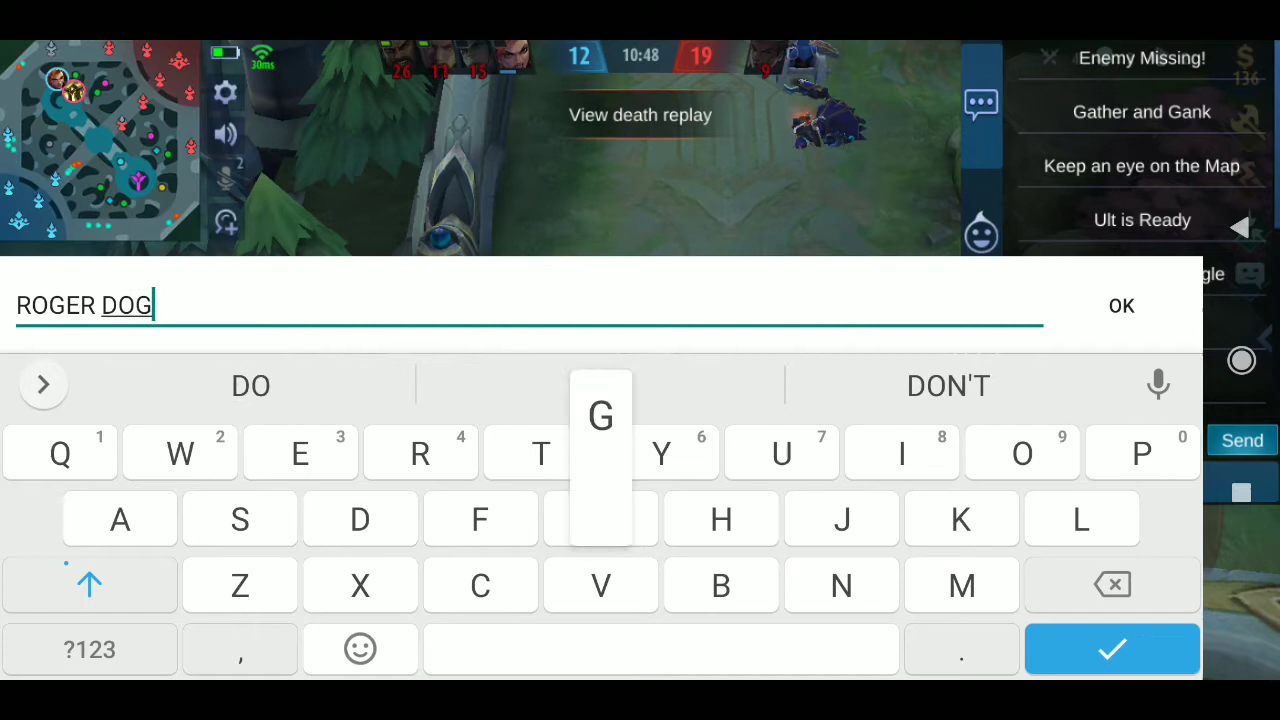 30ms
2
26 11 15
12 10:48 19
9
View death replay
136
Enemy Missing!
Gather and Gank
Keep an eye on the Map
Ult is Ready
gle
Send
ROGER DOG
OK
DO
DON'T
G
Q 1 W 2 E 3 R 4 T Y 6 U 7 I 8 O 9 P 0
A S D F H J K L
Z X C V B N M
?123 , .